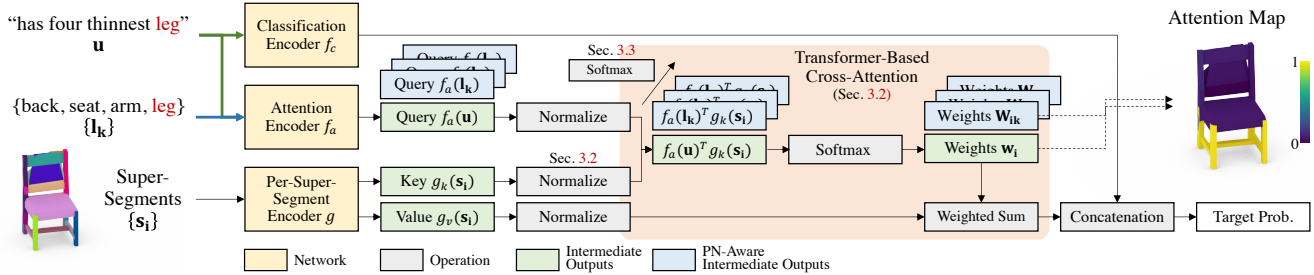 “has four thinnest leg”
u
{back, seat, arm, leg}
{l_k}
Super-
Segments
{s_i}
Classification
Encoder f_c
Attention
Encoder f_a
Per-Super-
Segment
Encoder g
Query f_a(l_k)
Query f_a(u)
Key g_k(s_i)
Value g_v(s_i)
Normalize
Sec. 3.2
Normalize
Normalize
Sec. 3.3
Softmax
Transformer-Based
Cross-Attention
(Sec. 3.2)
f_a(l_k)^T g_k(s_i)
f_a(u)^T g_k(s_i)
Softmax
Weights W_ik
Weights w_i
Weighted Sum
Concatenation
Target Prob.
Attention Map
1
0
Network
Operation
Intermediate
Outputs
PN-Aware
Intermediate Outputs